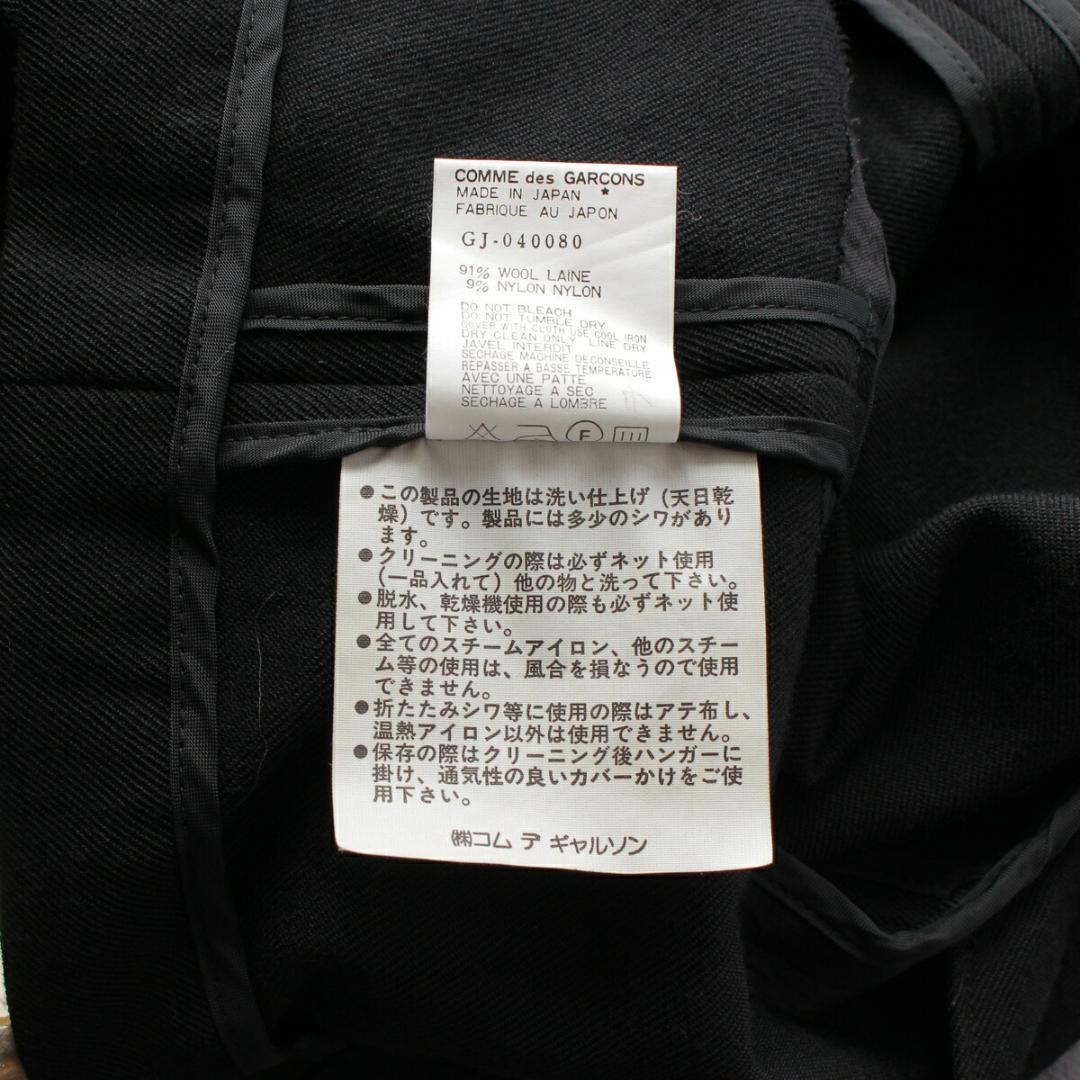 COMME des GARCONS
MADE IN JAPAN ★
FABRIQUE AU JAPON
GJ-040080
91% WOOL LAINE
9% NYLON NYLON
DO NOT BLEACH
DO NOT TUMBLE DRY
COVER WITH CLOTH USE COOL IRON
DRY CLEAN ONLY LINE DRY
JAVEL INTERDIT
SECHAGE MACHINE DECONSEILLE
REPASSER A BASSE TEMPERATURE
AVEC UNE PATTE
NETTOYAGE A SEC
SECHAGE A LOMBRE
F
●この製品の生地は洗い仕上げ（天日乾
燥）です。製品には多少のシワがあり
ます。
●クリーニングの際は必ずネット使用
（一品入れて）他の物と洗って下さい。
●脱水、乾燥機使用の際も必ずネット使
用して下さい。
●全てのスチームアイロン、他のスチー
ム等の使用は、風合を損なうので使用
できません。
●折たたみシワ等に使用の際はアテ布し、
温熱アイロン以外は使用できません。
●保存の際はクリーニング後ハンガーに
掛け、通気性の良いカバーかけをご使
用下さい。
㈱コム デ ギャルソン